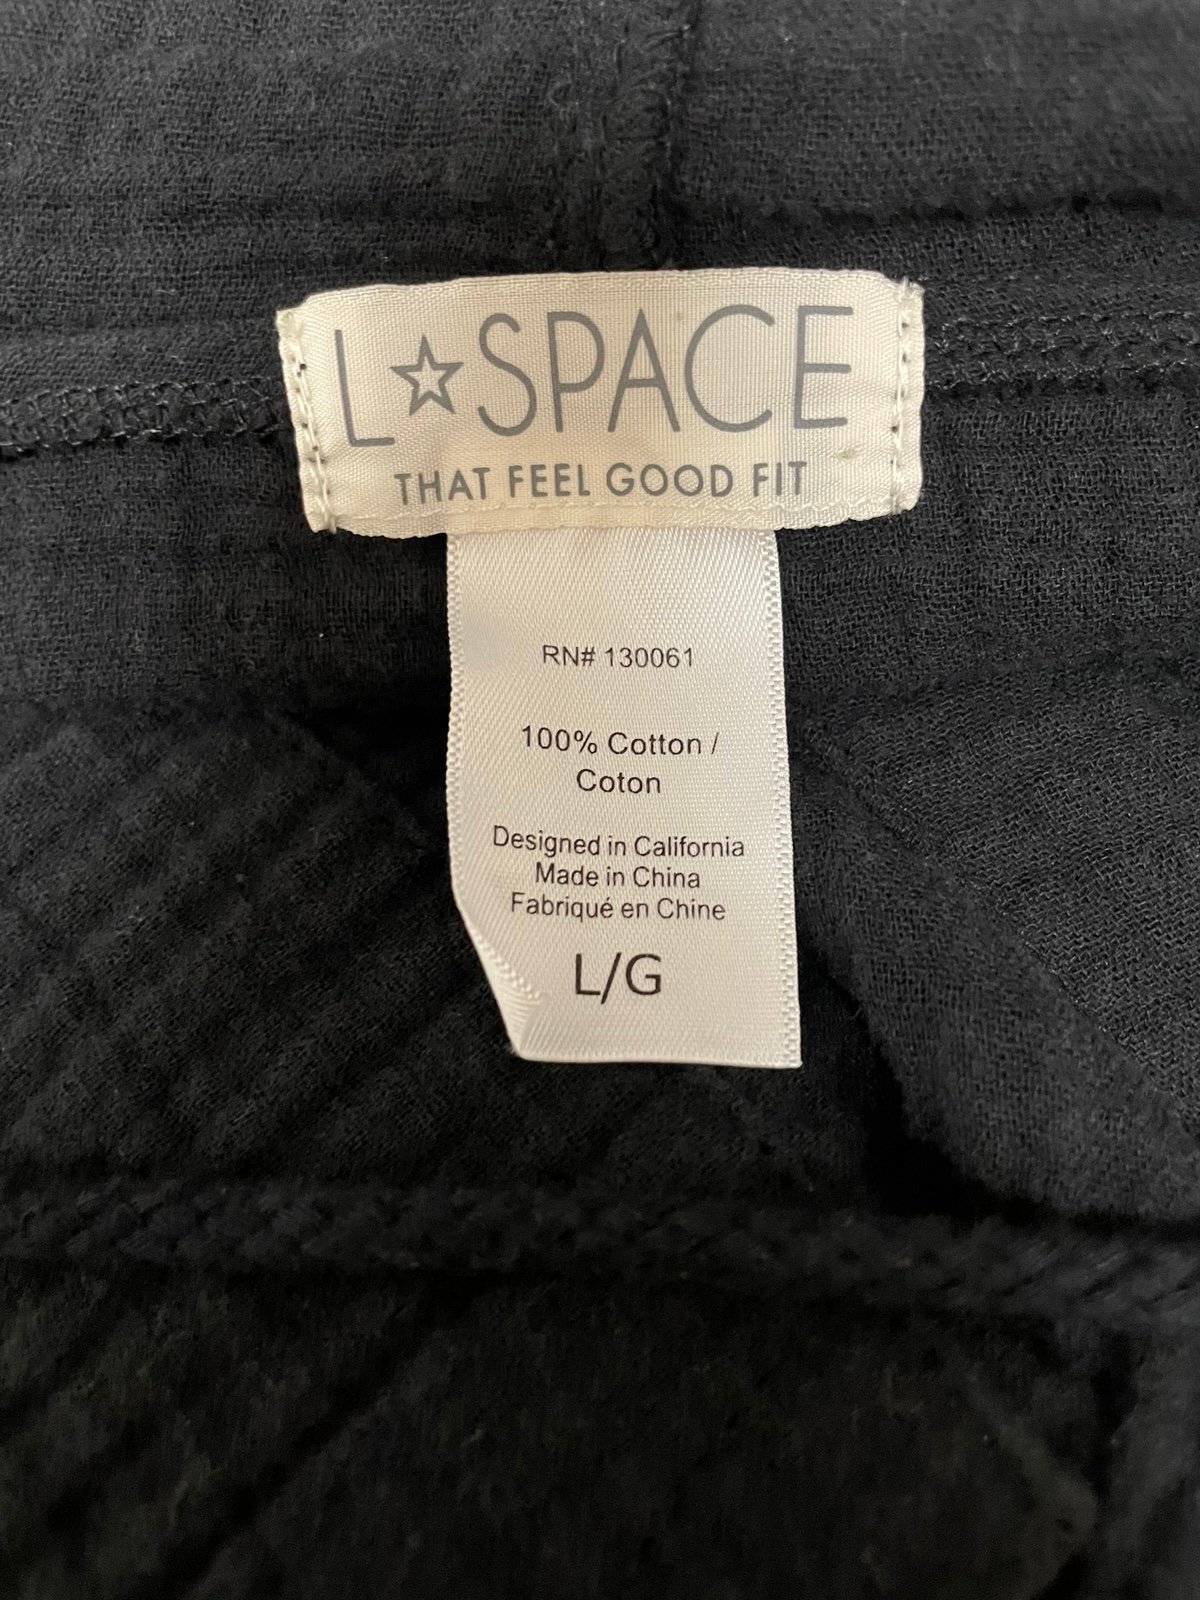 L☆SPACE
THAT FEEL GOOD FIT
RN# 130061
100% Cotton /
Coton
Designed in California
Made in China
Fabriqué en Chine
L/G